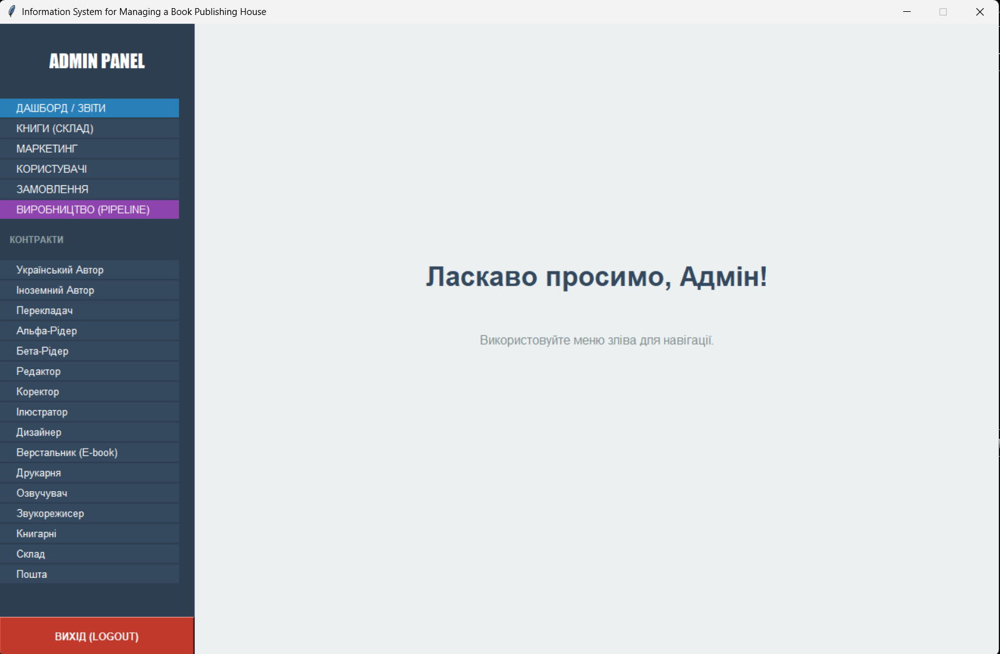 Information System for Managing a Book Publishing House
ADMIN PANEL
ДАШБОРД / ЗВІТИ
КНИГИ (СКЛАД)
МАРКЕТИНГ
КОРИСТУВАЧІ
ЗАМОВЛЕННЯ
ВИРОБНИЦТВО (PIPELINE)
КОНТРАКТИ
Український Автор
Іноземний Автор
Перекладач
Альфа-Рідер
Бета-Рідер
Редактор
Коректор
Ілюстратор
Дизайнер
Верстальник (E-book)
Друкарня
Озвучувач
Звукорежисер
Книгарні
Склад
Пошта
ВИХІД (LOGOUT)
Ласкаво просимо, Адмін!
Використовуйте меню зліва для навігації.